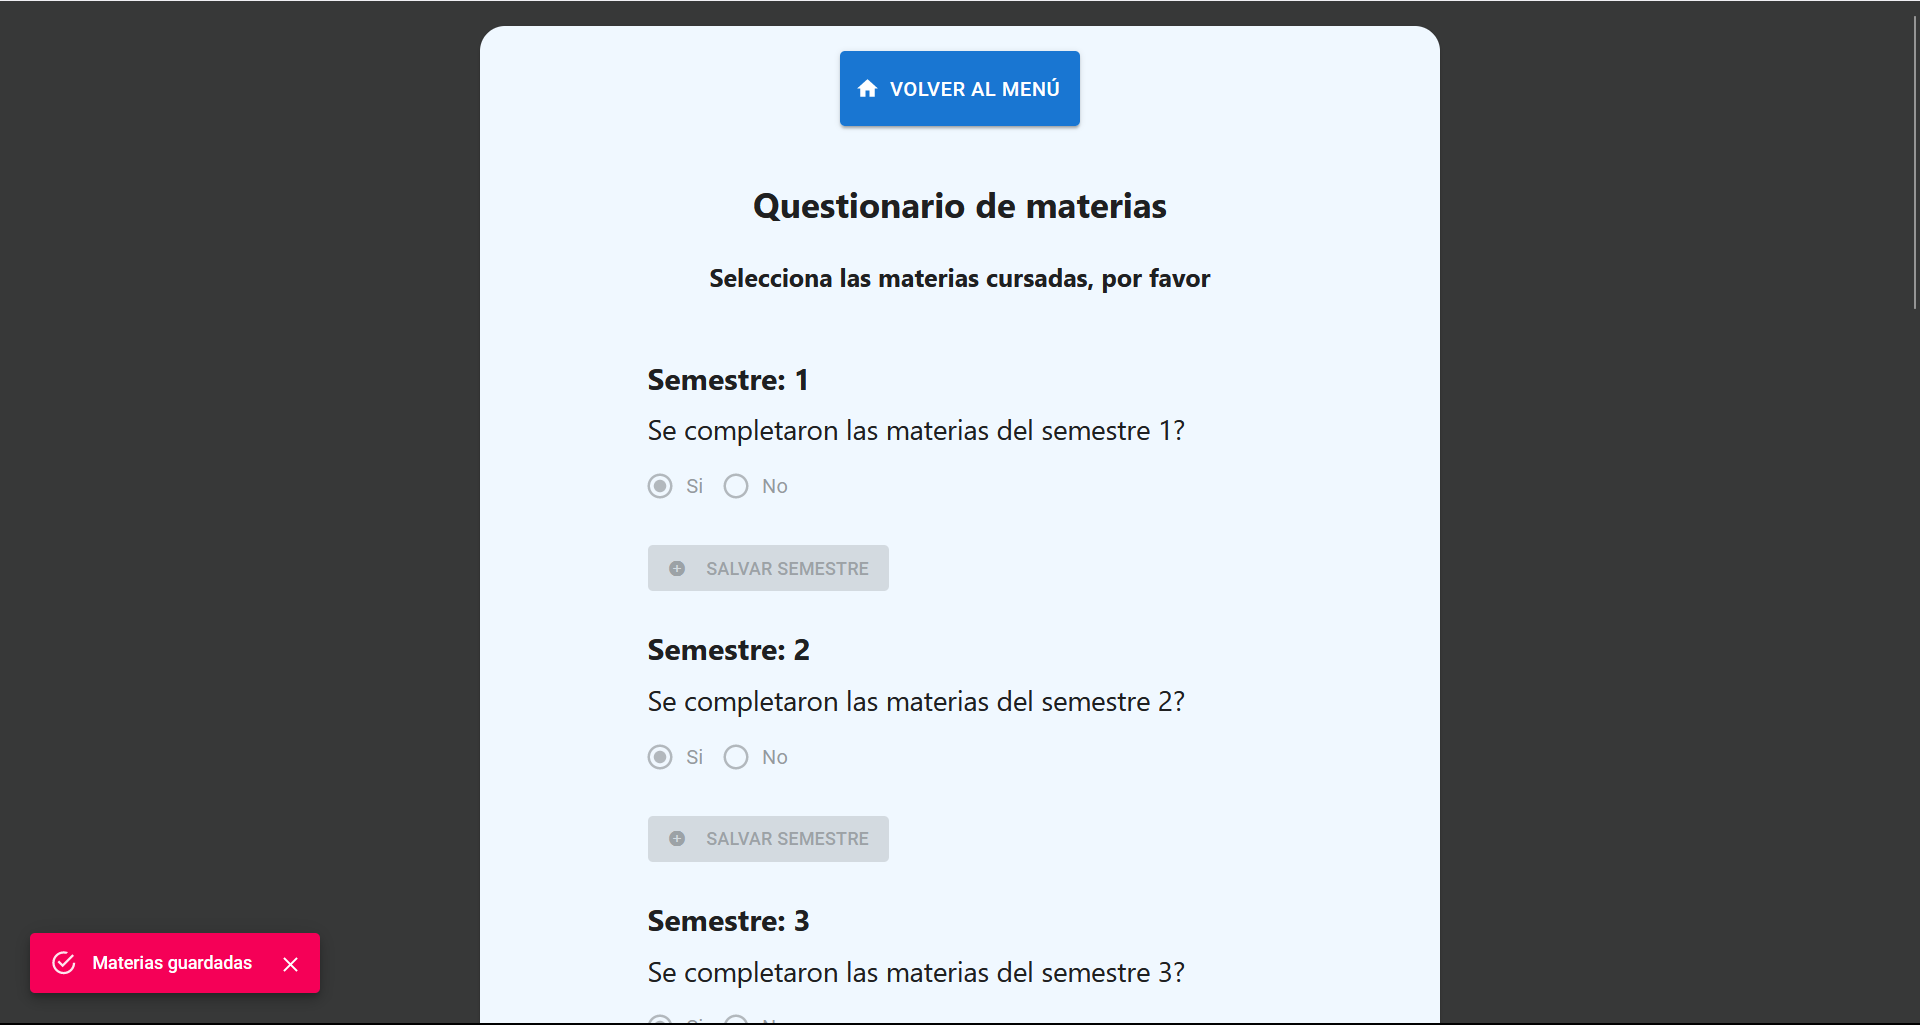 VOLVER AL MENÚ
Questionario de materias
Selecciona las materias cursadas, por favor
Semestre: 1
Se completaron las materias del semestre 1?
Si No
SALVAR SEMESTRE
Semestre: 2
Se completaron las materias del semestre 2?
Si No
SALVAR SEMESTRE
Semestre: 3
Materias guardadas
Se completaron las materias del semestre 3?